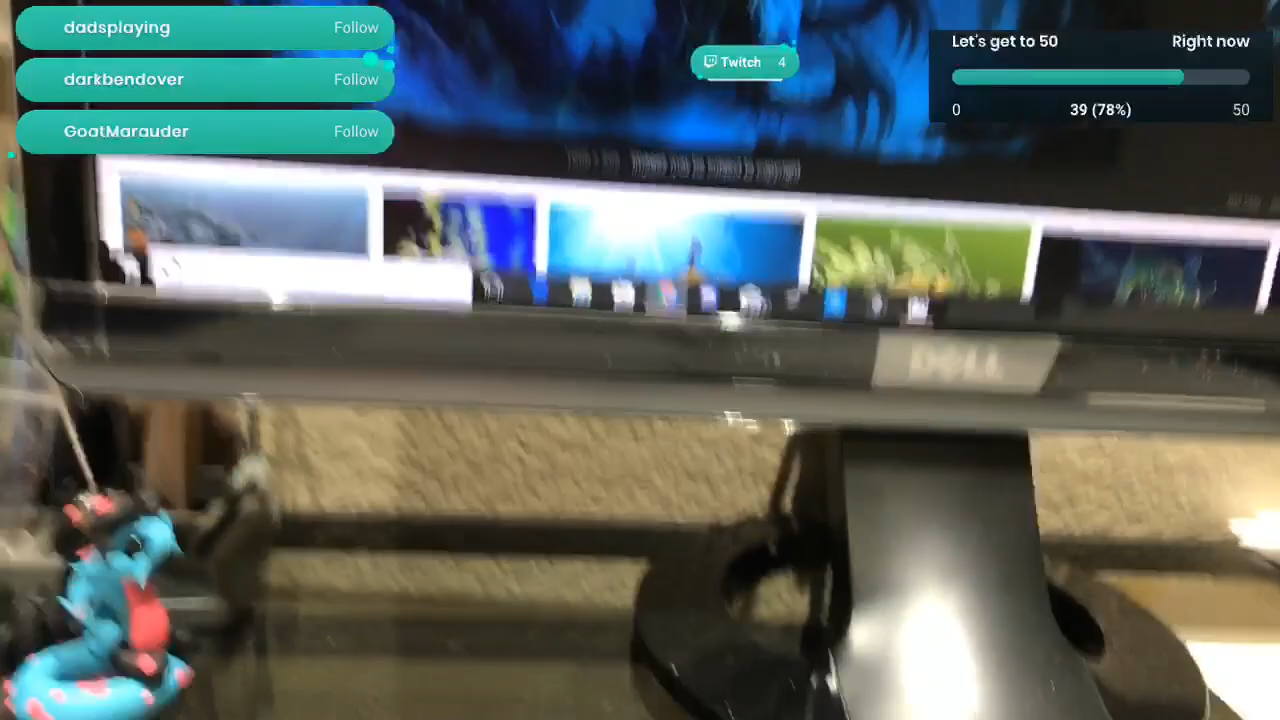 dadsplaying Follow
darkbendover Follow
GoatMarauder Follow
Twitch 4
Let's get to 50 Right now
0 39 (78%) 50
DELL